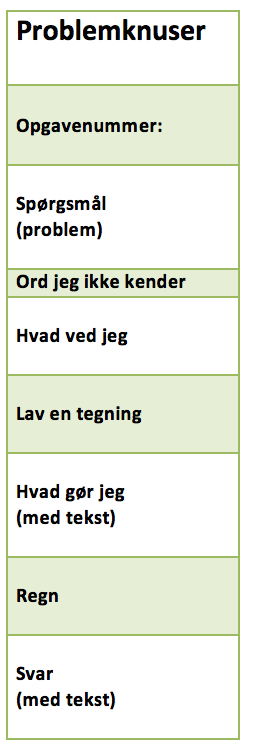 Problemknuser
Opgavenummer:
Spørgsmål
(problem)
Ord jeg ikke kender
Hvad ved jeg
Lav en tegning
Hvad gør jeg
(med tekst)
Regn
Svar
(med tekst)